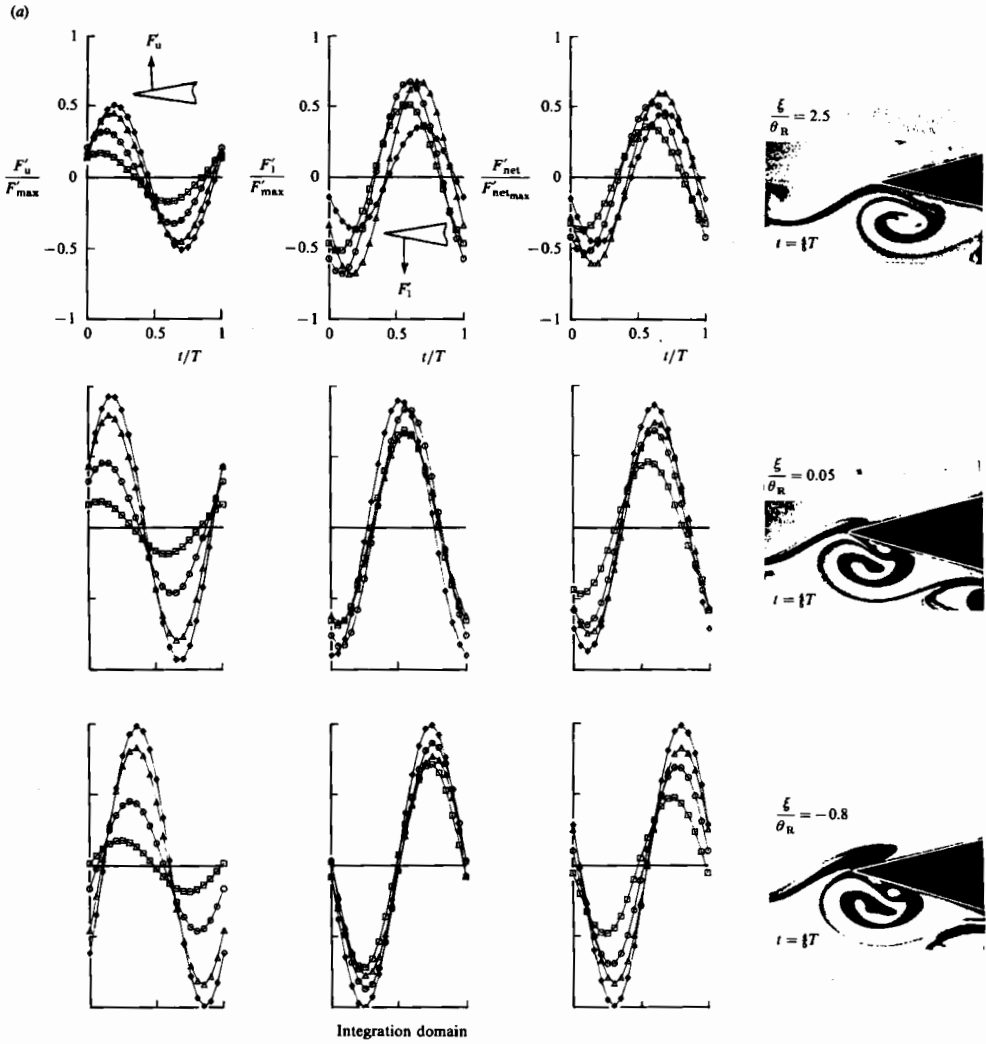 (a)
1
0.5
0
−0.5
−1
F′u
F′u / F′max
0 0.5 1
t/T
1
0.5
0
−0.5
−1
F′l / F′max
F′l
0 0.5 1
t/T
1
0.5
0
−0.5
−1
F′net / F′netmax
0 0.5 1
t/T
ξ/θR = 2.5
ξ/θR = 0.05
ξ/θR = −0.8
Integration domain